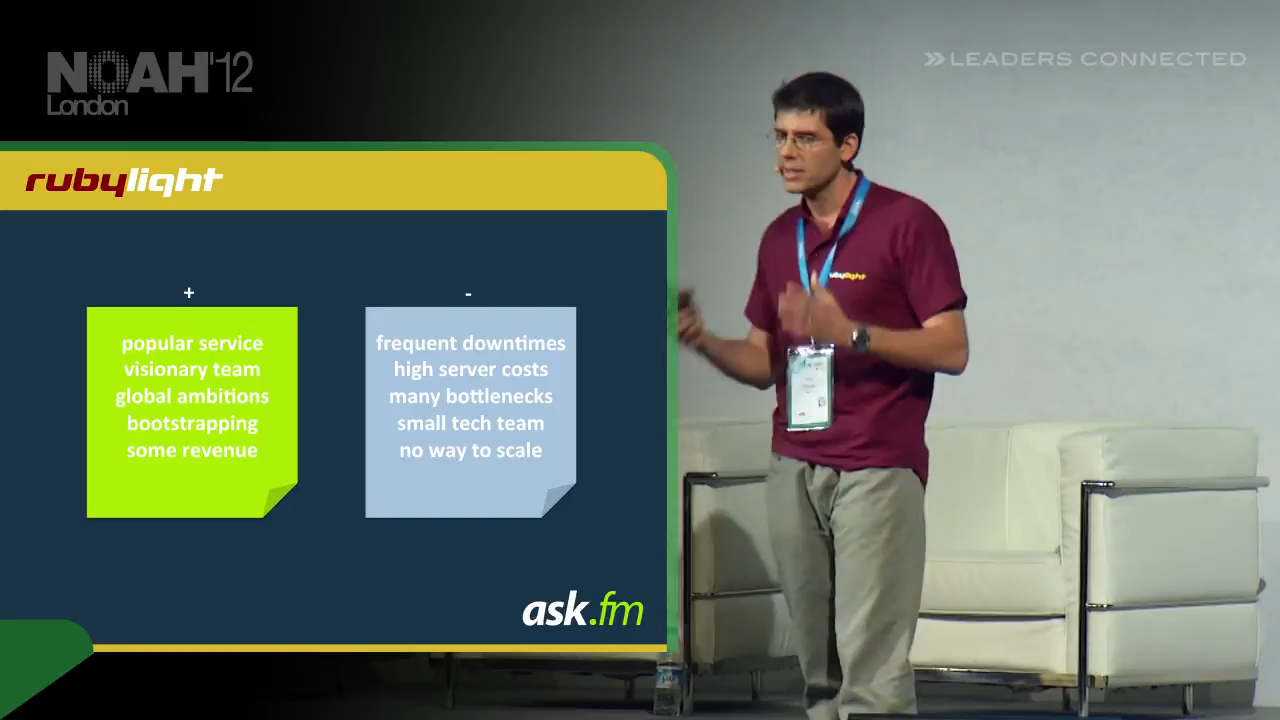 NOAH'12
London
LEADERS CONNECTED
rubylight
+
popular service
visionary team
global ambitions
bootstrapping
some revenue
-
frequent downtimes
high server costs
many bottlenecks
small tech team
no way to scale
ask.fm
rubylight